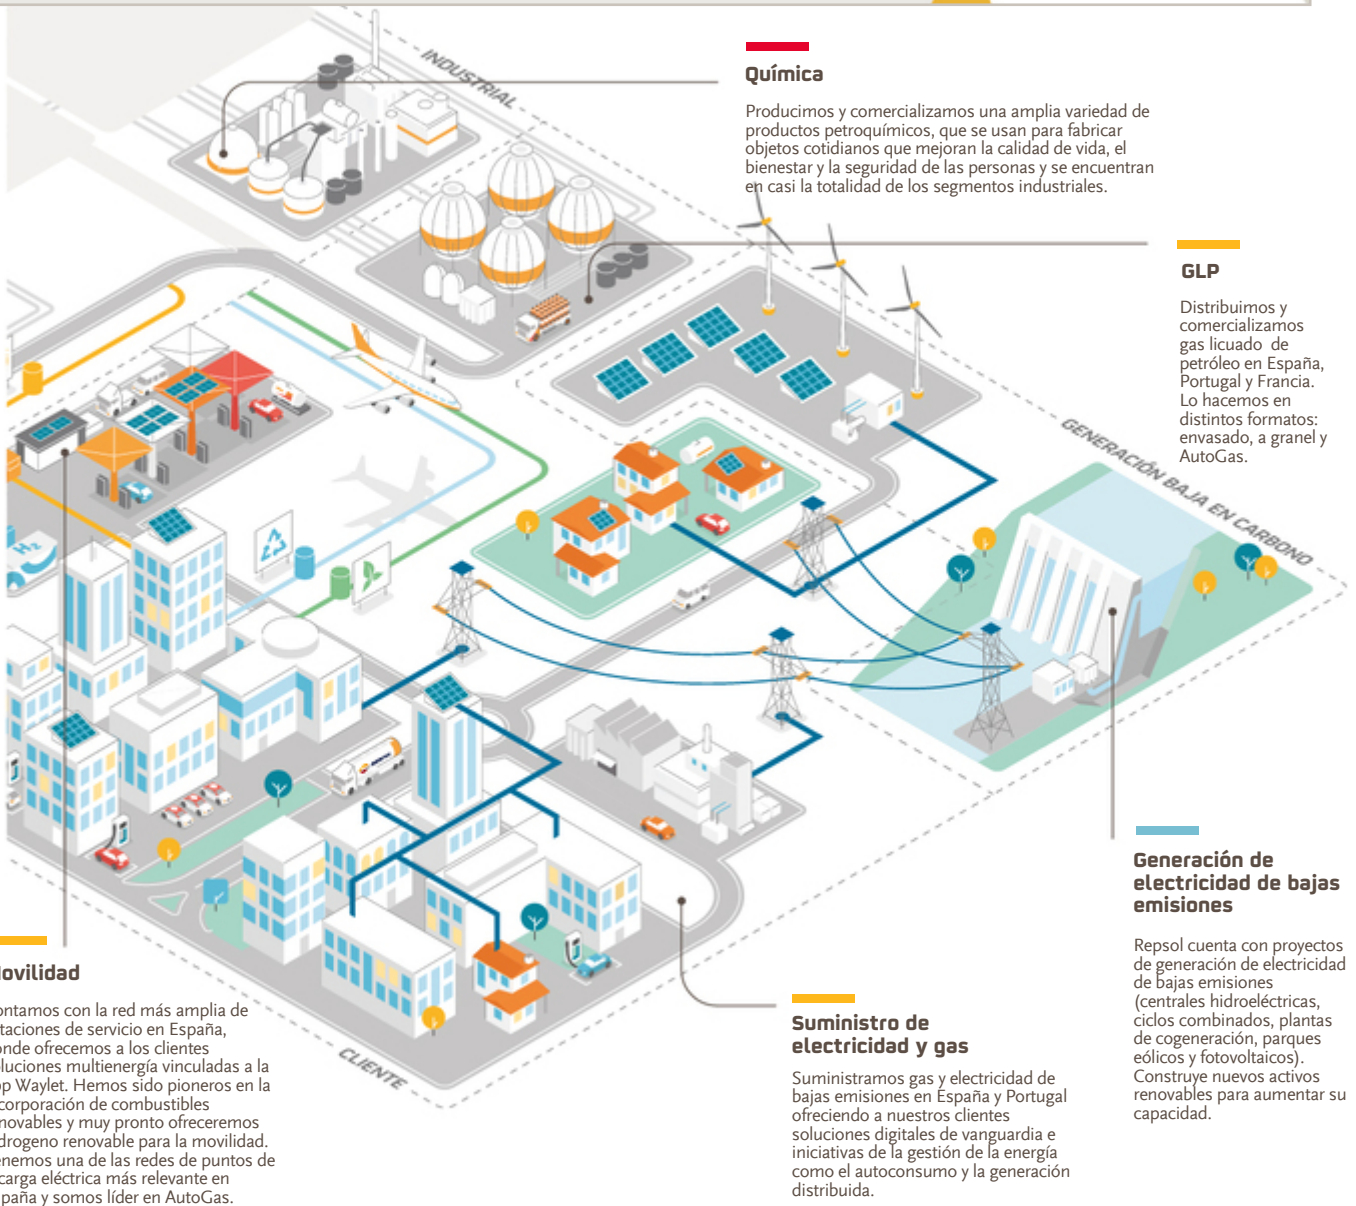 INDUSTRIAL
Química
Producimos y comercializamos una amplia variedad de
productos petroquímicos, que se usan para fabricar
objetos cotidianos que mejoran la calidad de vida, el
bienestar y la seguridad de las personas y se encuentran
en casi la totalidad de los segmentos industriales.
GLP
Distribuimos y
comercializamos
gas licuado de
petróleo en España,
Portugal y Francia.
Lo hacemos en
distintos formatos:
envasado, a granel y
AutoGas.
GENERACIÓN BAJA EN CARBONO
H2
Generación de
electricidad de bajas
emisiones
Repsol cuenta con proyectos
de generación de electricidad
de bajas emisiones
(centrales hidroeléctricas,
ciclos combinados, plantas
de cogeneración, parques
eólicos y fotovoltaicos).
Construye nuevos activos
renovables para aumentar su
capacidad.
ovilidad
ontamos con la red más amplia de
taciones de servicio en España,
onde ofrecemos a los clientes
oluciones multienergía vinculadas a la
pp Waylet. Hemos sido pioneros en la
corporación de combustibles
novables y muy pronto ofreceremos
drogeno renovable para la movilidad.
enemos una de las redes de puntos de
carga eléctrica más relevante en
paña y somos líder en AutoGas.
CLIENTE
Suministro de
electricidad y gas
Suministramos gas y electricidad de
bajas emisiones en España y Portugal
ofreciendo a nuestros clientes
soluciones digitales de vanguardia e
iniciativas de la gestión de la energía
como el autoconsumo y la generación
distribuida.